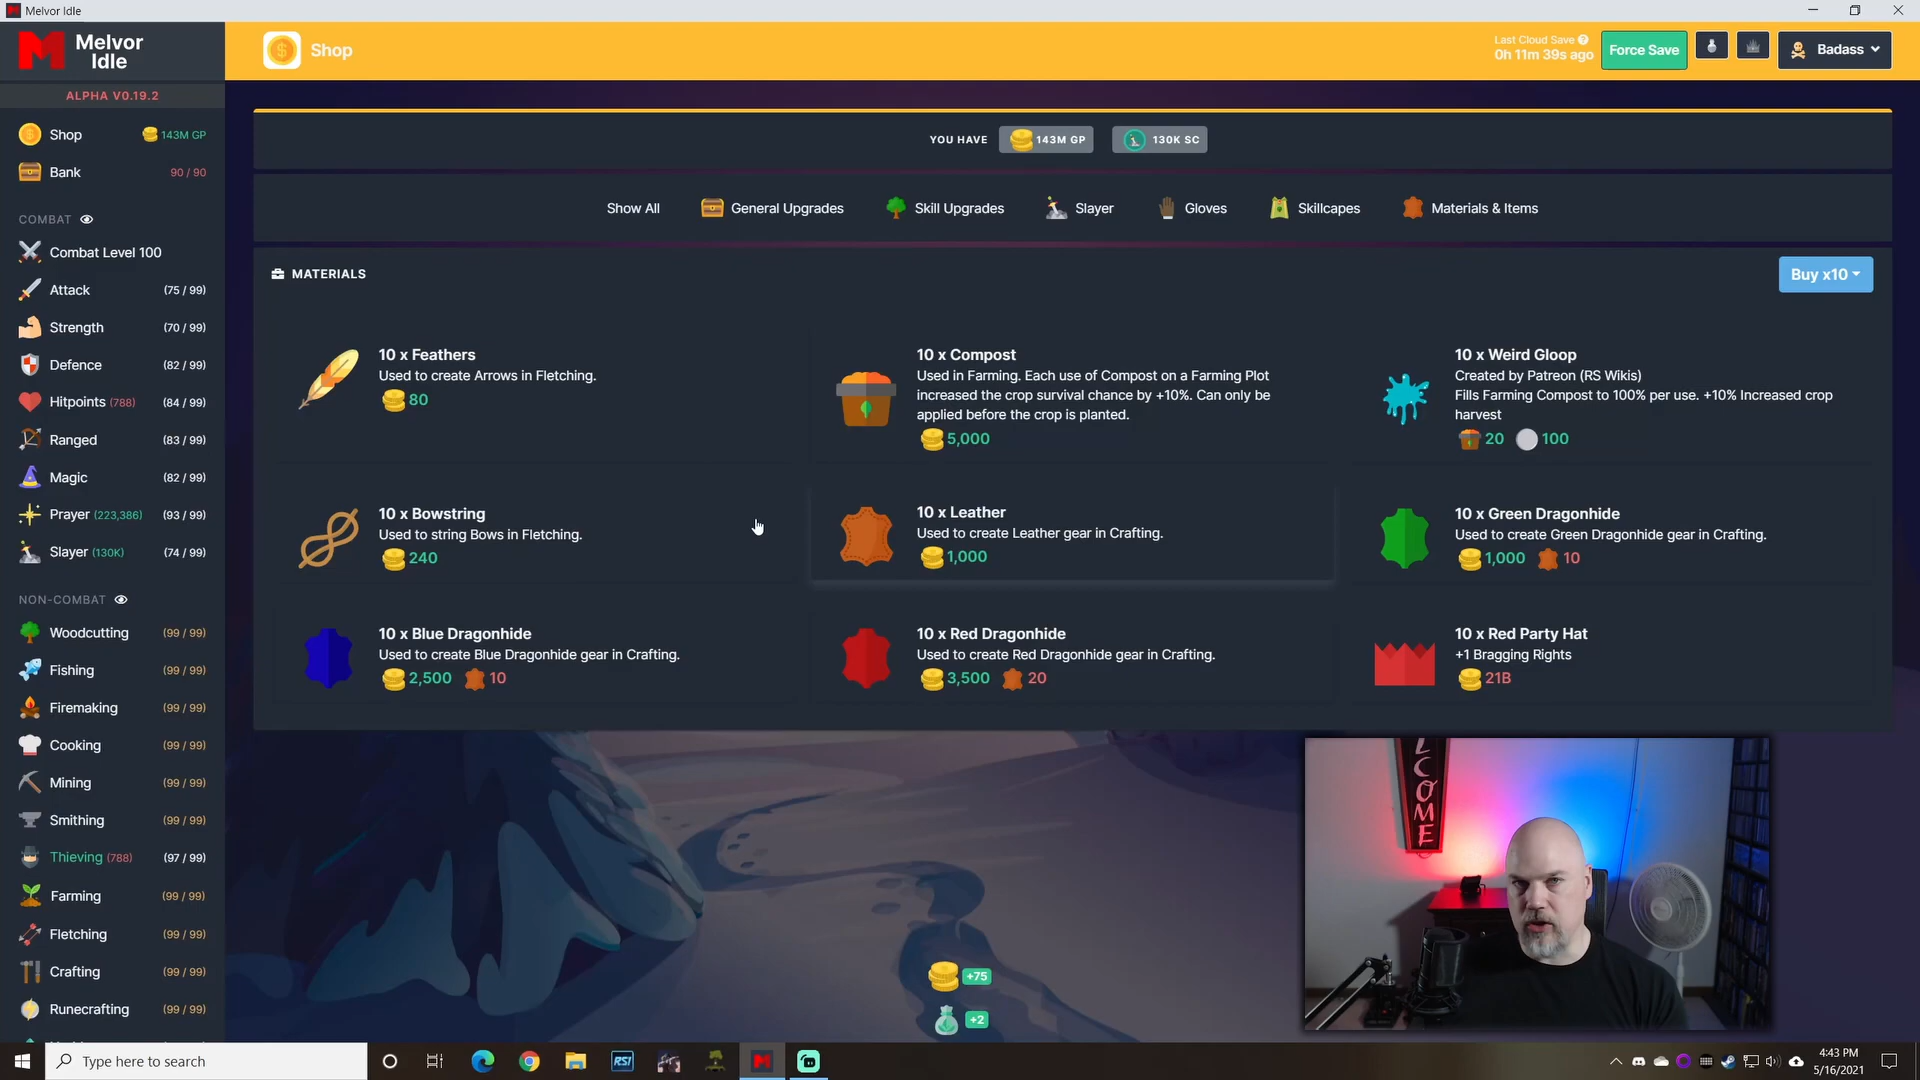 Melvor Idle
Melvor
Idle
Shop
Last Cloud Save
0h 11m 39s ago
Force Save
Badass
ALPHA V0.19.2
Shop 143M GP
Bank 90 / 90
COMBAT
Combat Level 100
Attack (75 / 99)
Strength (70 / 99)
Defence (82 / 99)
Hitpoints (788) (84 / 99)
Ranged (83 / 99)
Magic (82 / 99)
Prayer (223,386) (93 / 99)
Slayer (130K) (74 / 99)
NON-COMBAT
Woodcutting (99 / 99)
Fishing (99 / 99)
Firemaking (99 / 99)
Cooking (99 / 99)
Mining (99 / 99)
Smithing (99 / 99)
Thieving (788) (97 / 99)
Farming (99 / 99)
Fletching (99 / 99)
Crafting (99 / 99)
Runecrafting (99 / 99)
YOU HAVE 143M GP 130K SC
Show All General Upgrades Skill Upgrades Slayer Gloves Skillcapes Materials & Items
MATERIALS
Buy x10
10 x Feathers
Used to create Arrows in Fletching.
80
10 x Compost
Used in Farming. Each use of Compost on a Farming Plot
increased the crop survival chance by +10%. Can only be
applied before the crop is planted.
5,000
10 x Weird Gloop
Created by Patreon (RS Wikis)
Fills Farming Compost to 100% per use. +10% Increased crop
harvest
20 100
10 x Bowstring
Used to string Bows in Fletching.
240
10 x Leather
Used to create Leather gear in Crafting.
1,000
10 x Green Dragonhide
Used to create Green Dragonhide gear in Crafting.
1,000 10
10 x Blue Dragonhide
Used to create Blue Dragonhide gear in Crafting.
2,500 10
10 x Red Dragonhide
Used to create Red Dragonhide gear in Crafting.
3,500 20
10 x Red Party Hat
+1 Bragging Rights
21B
LCOME
+75
+2
Type here to search
RSI
4:43 PM
5/16/2021